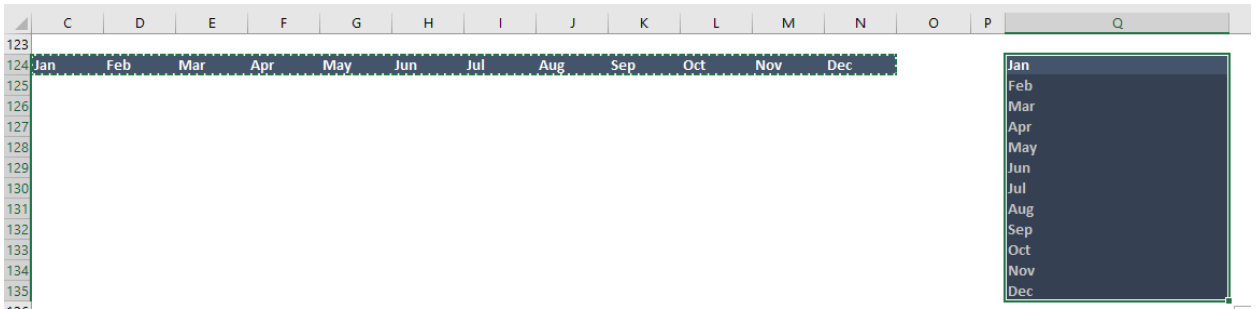 C D E F G H I J K L M N O P Q
123
124 Jan Feb Mar Apr May Jun Jul Aug Sep Oct Nov Dec Jan
125 Feb
126 Mar
127 Apr
128 May
129 Jun
130 Jul
131 Aug
132 Sep
133 Oct
134 Nov
135 Dec